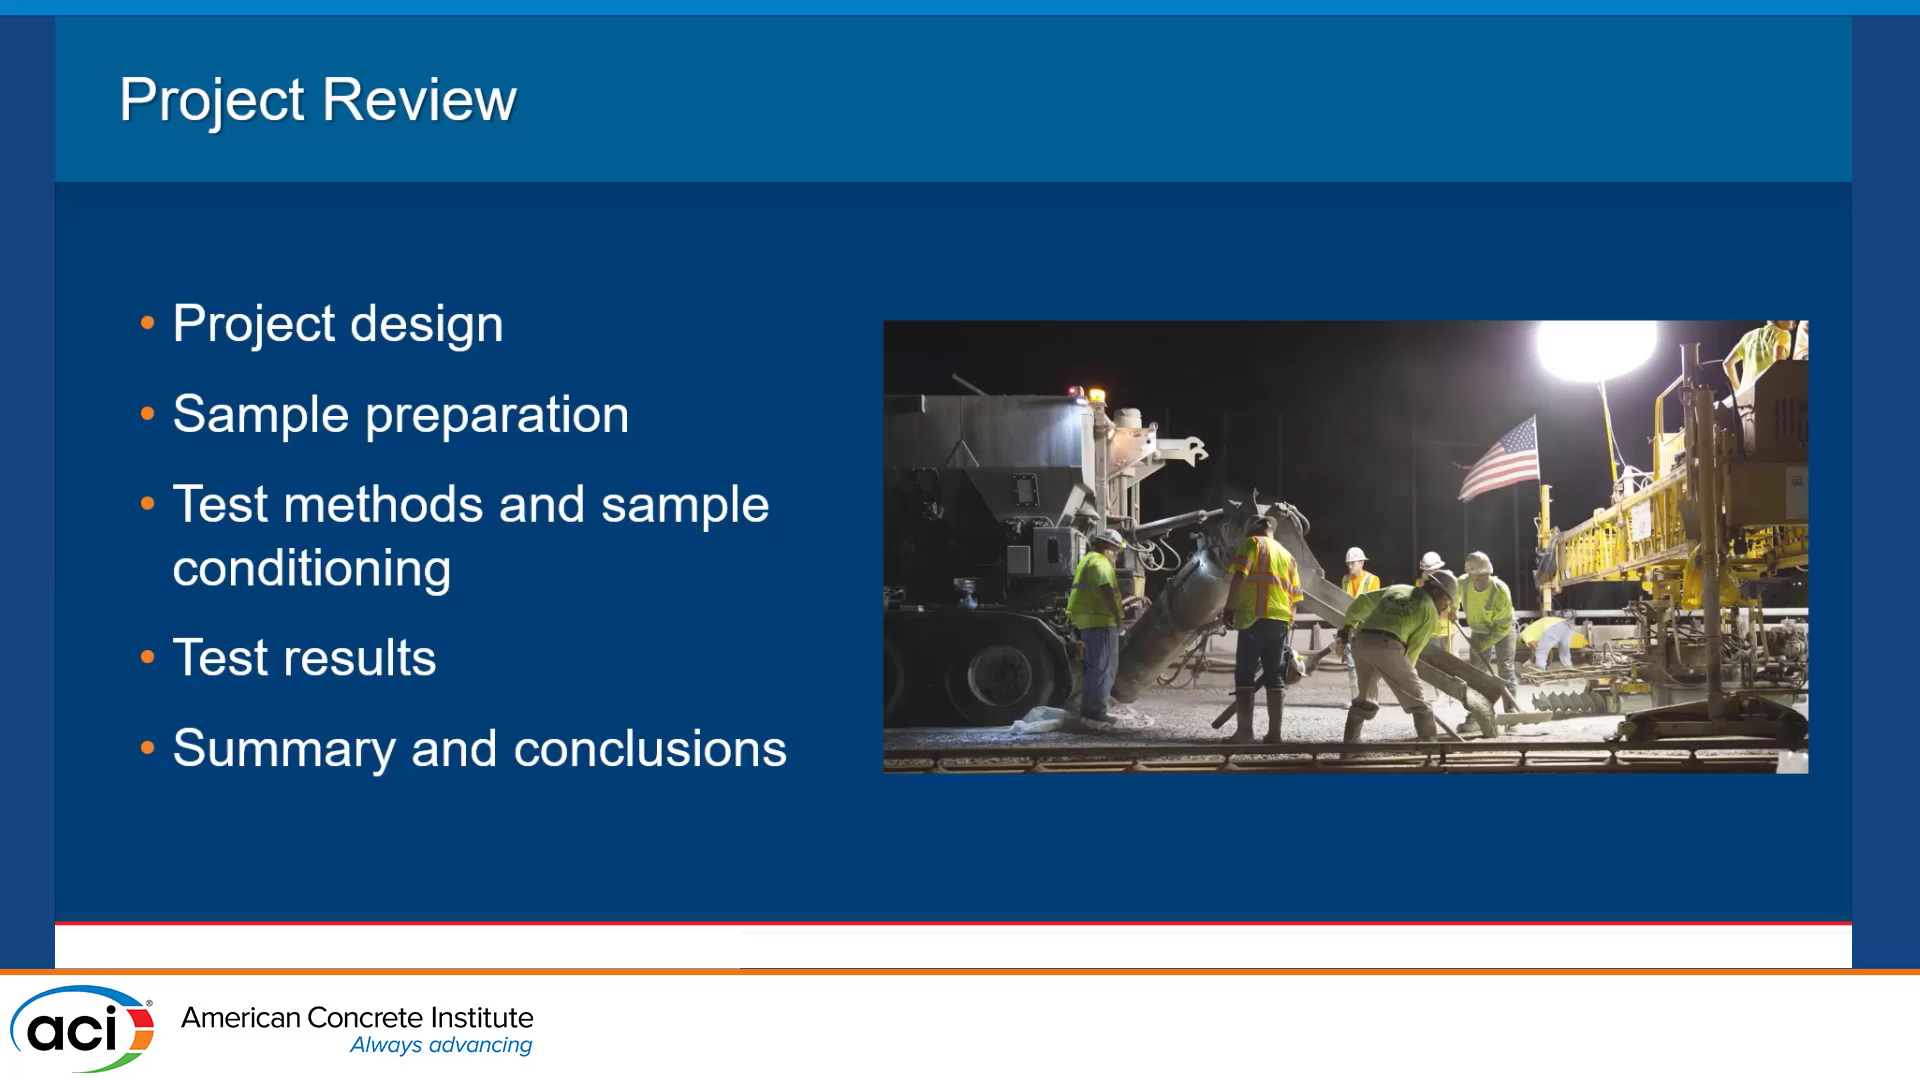 Project Review
• Project design
• Sample preparation
• Test methods and sample
conditioning
• Test results
• Summary and conclusions
aci®
American Concrete Institute
Always advancing